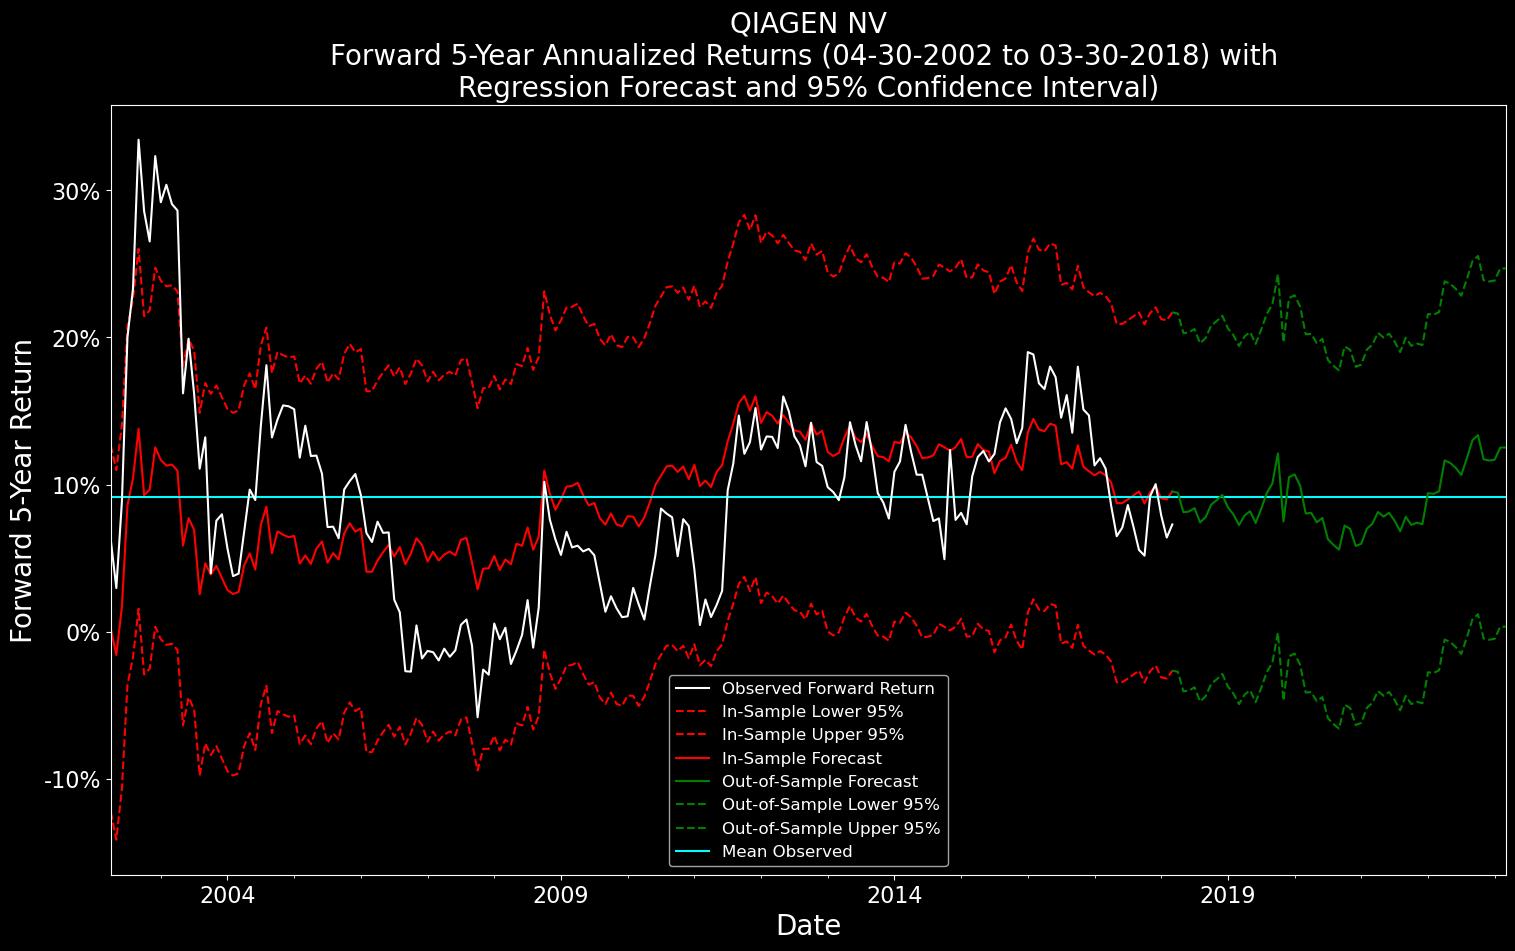 QIAGEN NV
Forward 5-Year Annualized Returns (04-30-2002 to 03-30-2018) with
Regression Forecast and 95% Confidence Interval)
Forward 5-Year Return
30%
20%
10%
0%
-10%
Observed Forward Return
In-Sample Lower 95%
In-Sample Upper 95%
In-Sample Forecast
Out-of-Sample Forecast
Out-of-Sample Lower 95%
Out-of-Sample Upper 95%
Mean Observed
2004 2009 2014 2019
Date